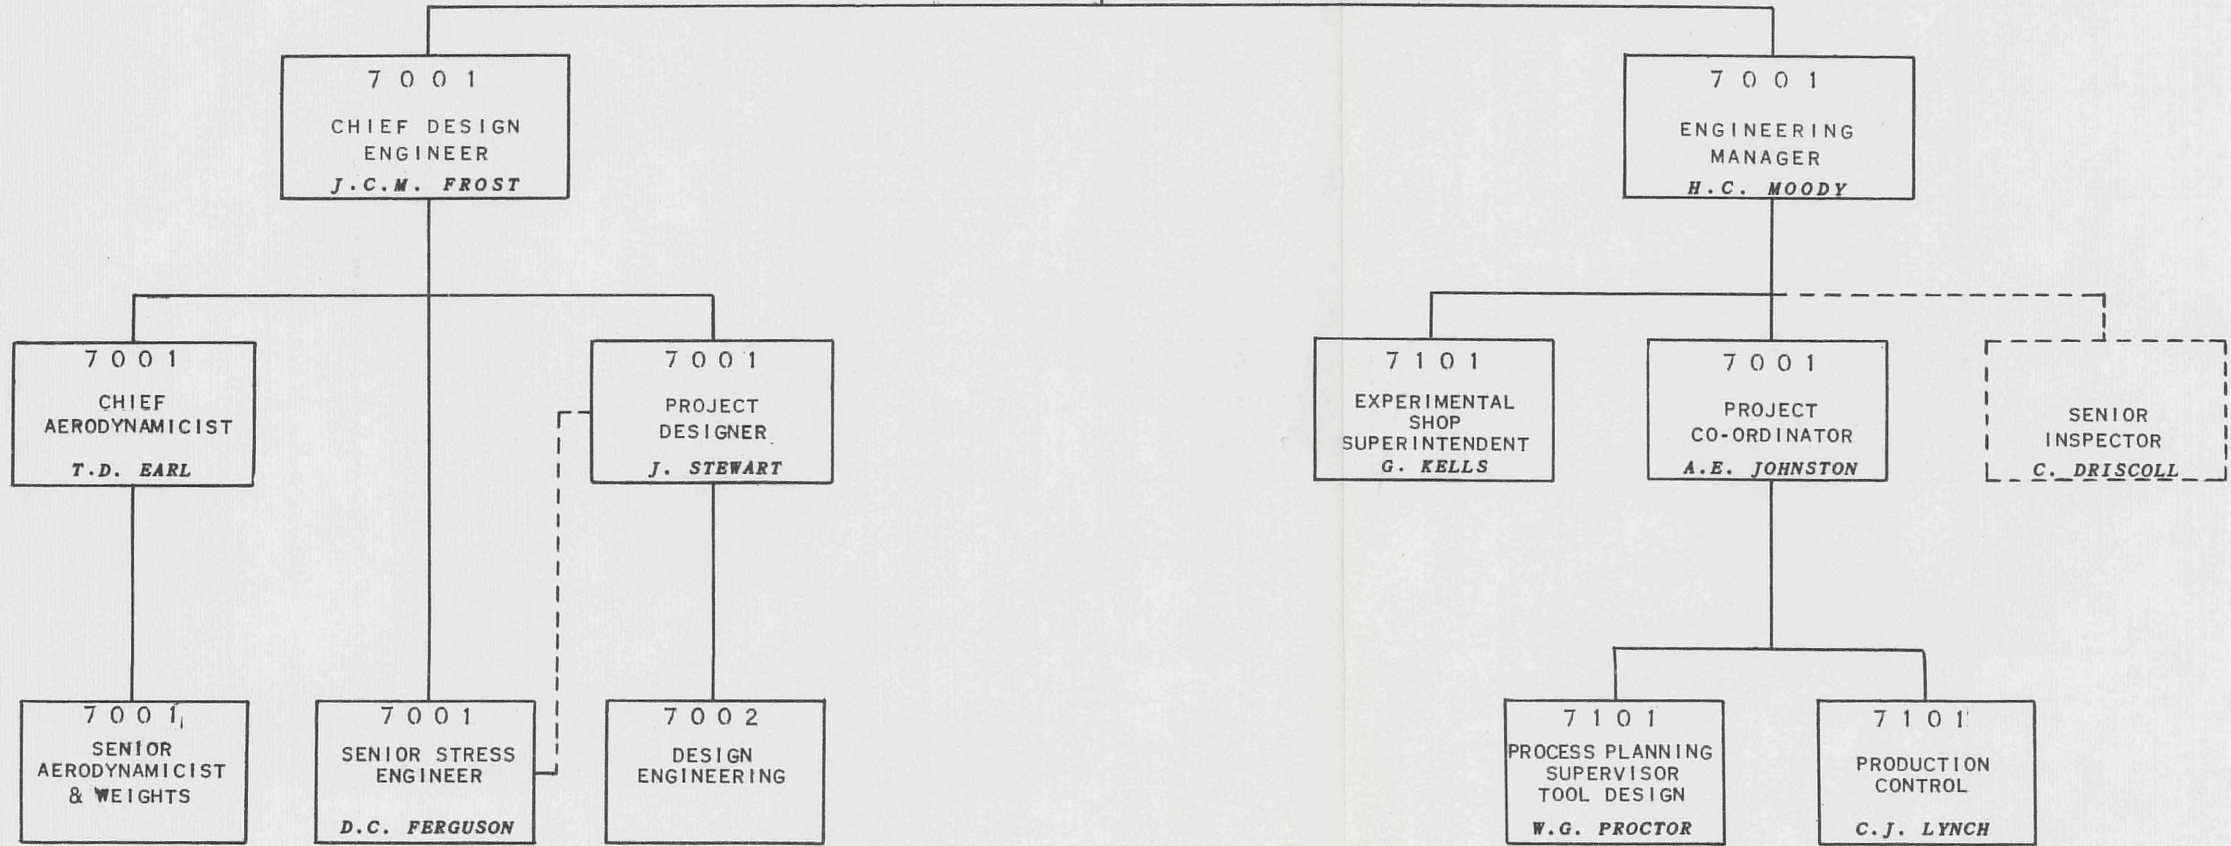 7001
CHIEF DESIGN
ENGINEER
J.C.M. FROST
7001
ENGINEERING
MANAGER
H.C. MOODY
7001
CHIEF
AERODYNAMICIST
T.D. EARL
7001
PROJECT
DESIGNER
J. STEWART
7101
EXPERIMENTAL
SHOP
SUPERINTENDENT
G. KELLS
7001
PROJECT
CO-ORDINATOR
A.E. JOHNSTON
SENIOR
INSPECTOR
C. DRISCOLL
7001
SENIOR
AERODYNAMICIST
& WEIGHTS
7001
SENIOR STRESS
ENGINEER
D.C. FERGUSON
7002
DESIGN
ENGINEERING
7101
PROCESS PLANNING
SUPERVISOR
TOOL DESIGN
W.G. PROCTOR
7101
PRODUCTION
CONTROL
C.J. LYNCH